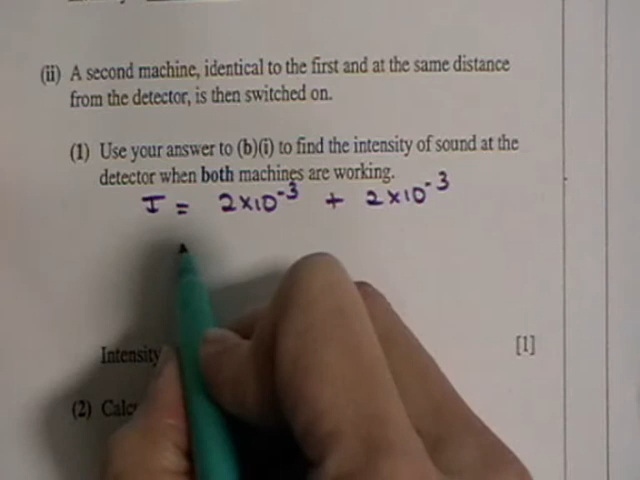 (ii) A second machine, identical to the first and at the same distance
from the detector, is then switched on.
(1) Use your answer to (b)(i) to find the intensity of sound at the
detector when both machines are working.
I = 2×10⁻³ + 2×10⁻³
Intensity [1]
(2)